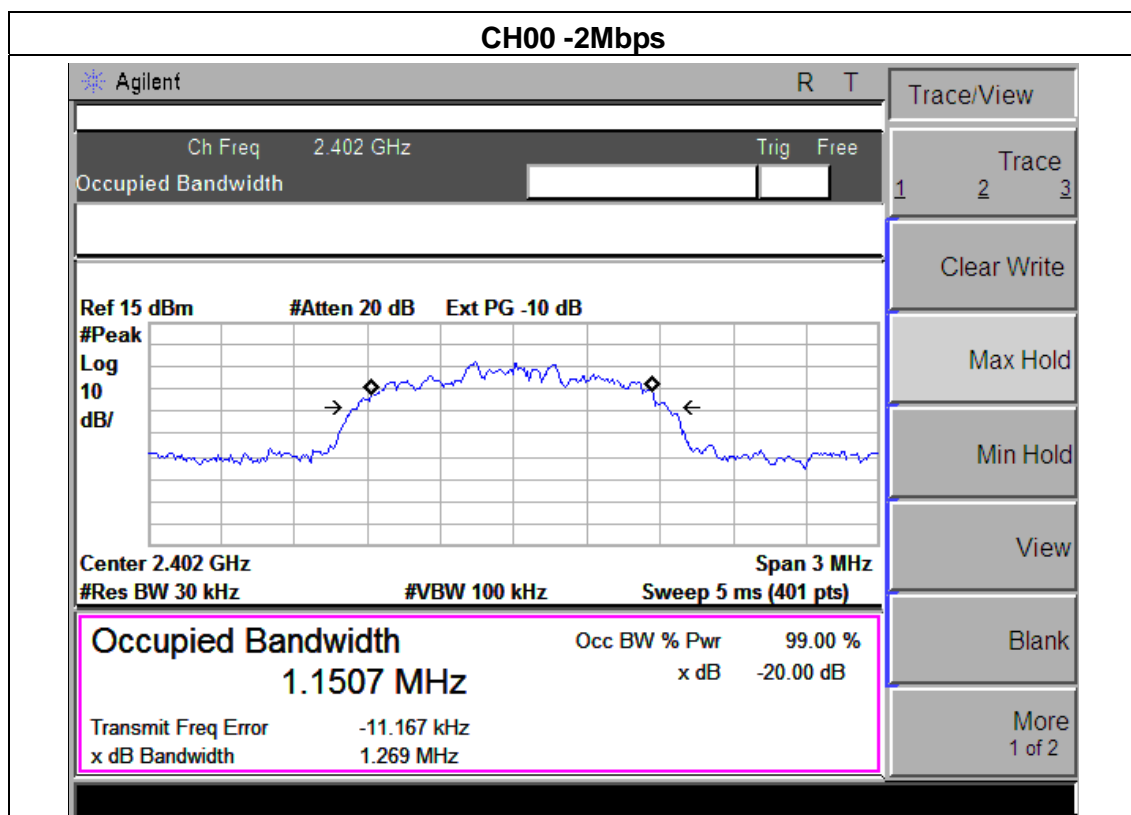 CH00 -2Mbps
Agilent R T
Trace/View
Ch Freq 2.402 GHz Trig Free
Occupied Bandwidth
Trace
1 2 3
Clear Write
Ref 15 dBm #Atten 20 dB Ext PG -10 dB
#Peak
Log
10
dB/
Max Hold
Min Hold
View
Center 2.402 GHz Span 3 MHz
#Res BW 30 kHz #VBW 100 kHz Sweep 5 ms (401 pts)
Occupied Bandwidth Occ BW % Pwr 99.00 %
1.1507 MHz x dB -20.00 dB
Blank
Transmit Freq Error -11.167 kHz
x dB Bandwidth 1.269 MHz
More
1 of 2